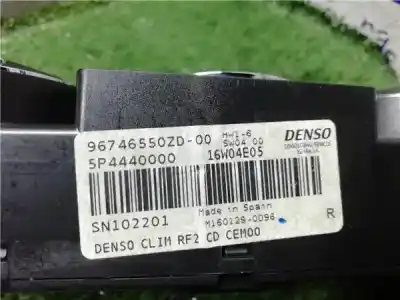 96746550ZD-00
HW1-6
SW04 00
DENSO
5P4440000
16W04E05
Made in Spain
SN102201
M160129-0096
R
DENSO CLIM RF2 CD CEM00